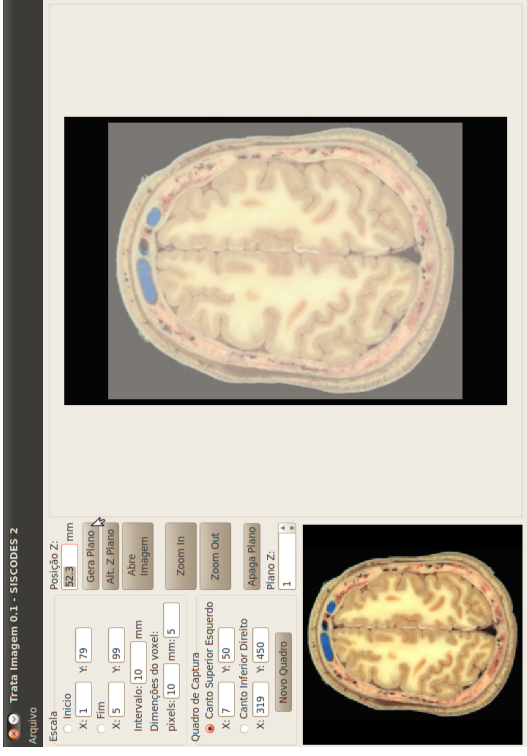 Trata Imagem 0.1 - SISCODES 2
Arquivo
Escala
Inicio
X: 1 Y: 79
Fim
X: 5 Y: 99
Intervalo: 10 mm
Dimenções do voxel:
pixels: 10 mm: 5
Quadro de Captura
Canto Superior Esquerdo
X: 7 Y: 50
Canto Inferior Direito
X: 319 Y: 450
Novo Quadro
Posição Z:
52.3 mm
Gera Plano
Alt. Z Plano
Abre
Imagem
Zoom In
Zoom Out
Apaga Plano
Plano Z:
1